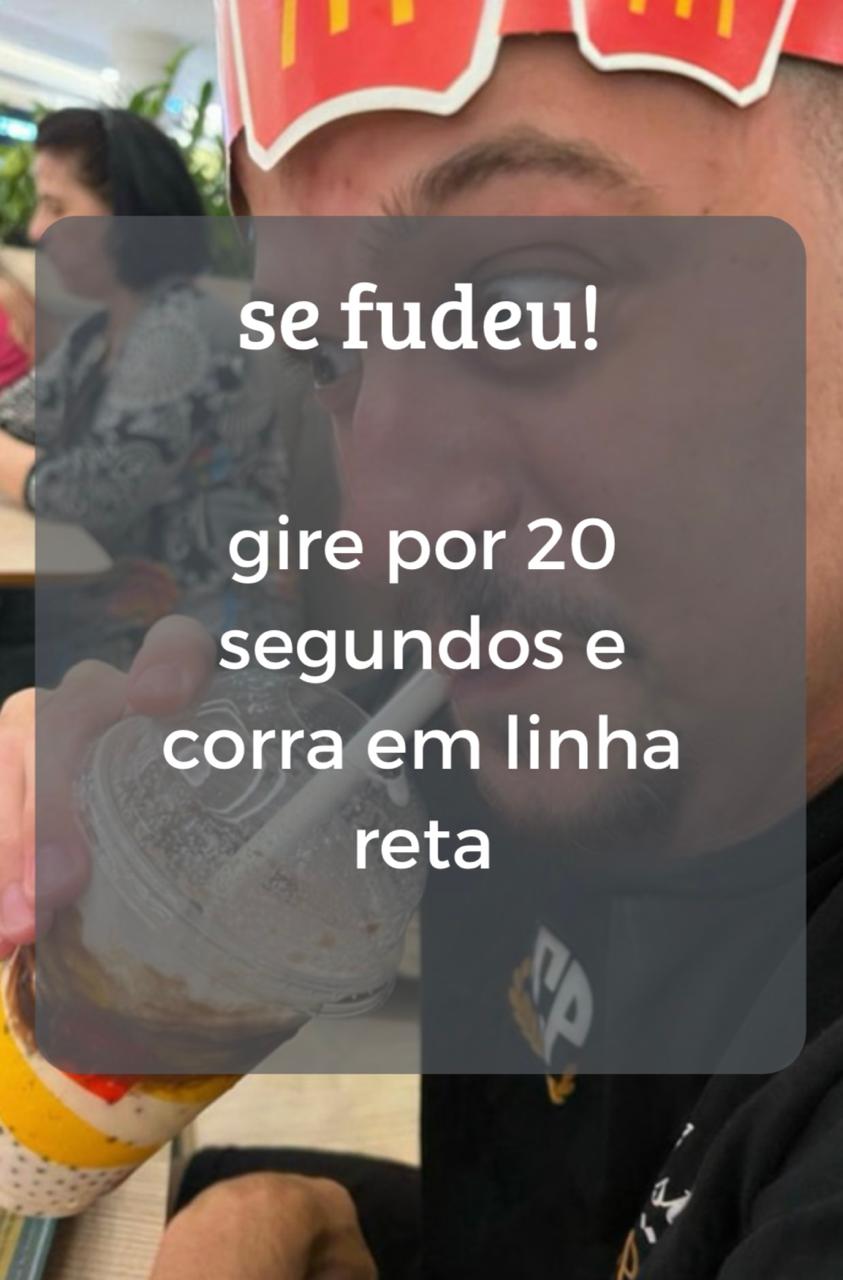 se fudeu!
gire por 20
segundos e
corra em linha
reta